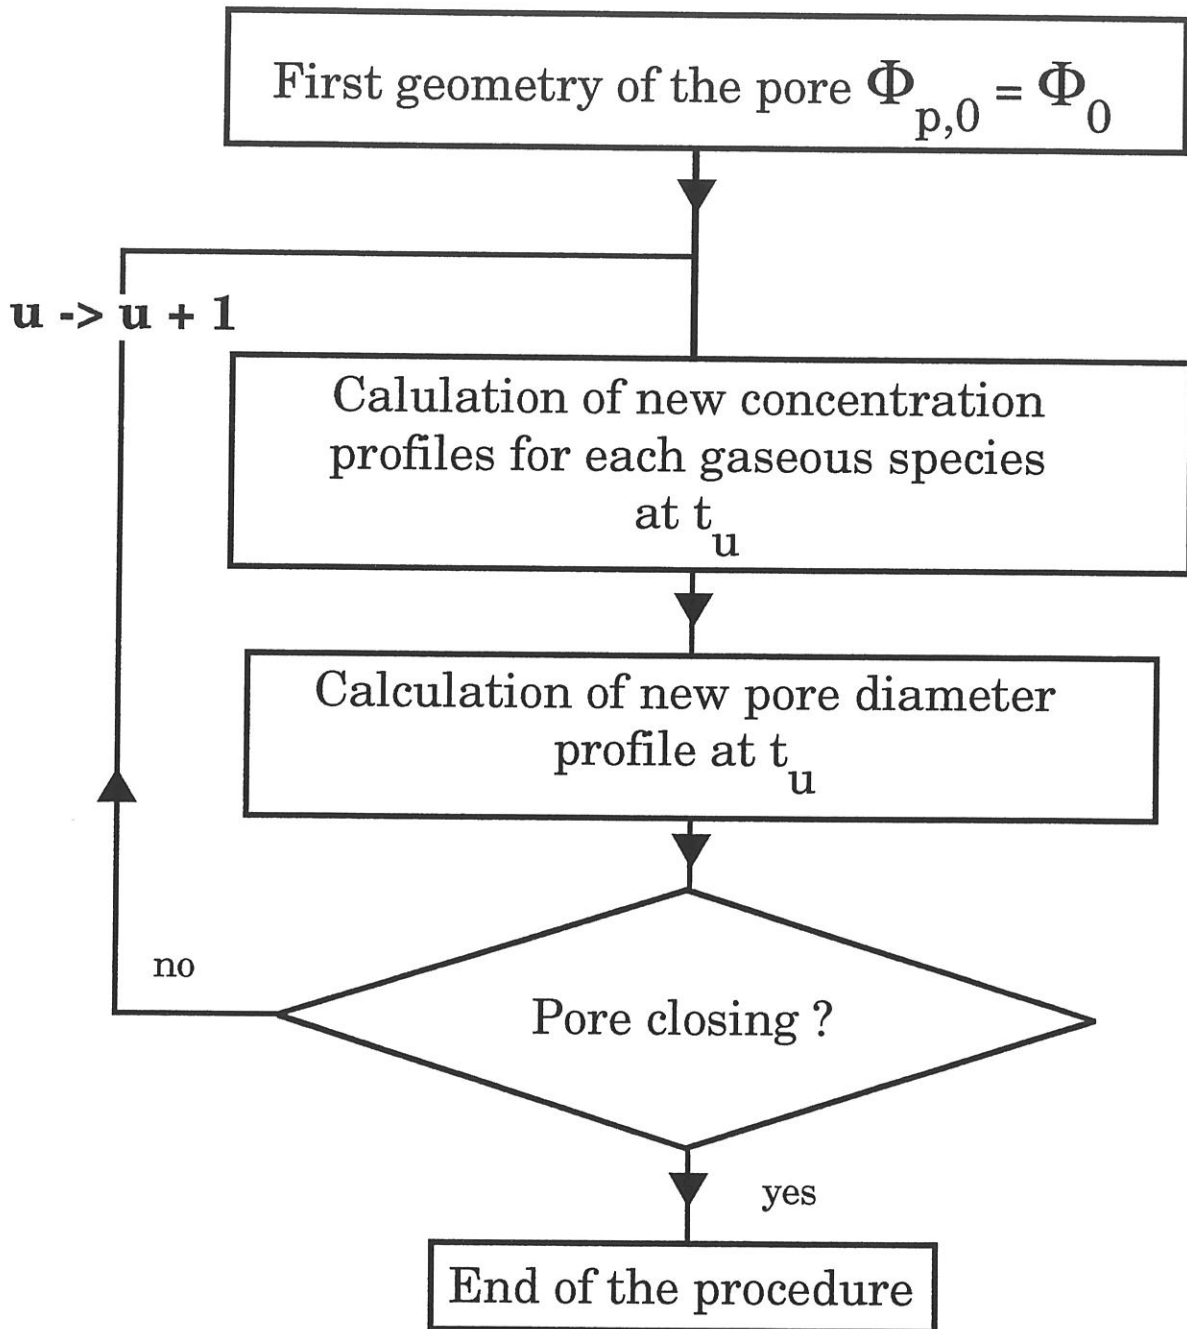 First geometry of the pore Φp,0 = Φ0
u -> u + 1
Calulation of new concentration
profiles for each gaseous species
at tu
Calculation of new pore diameter
profile at tu
no
Pore closing ?
yes
End of the procedure